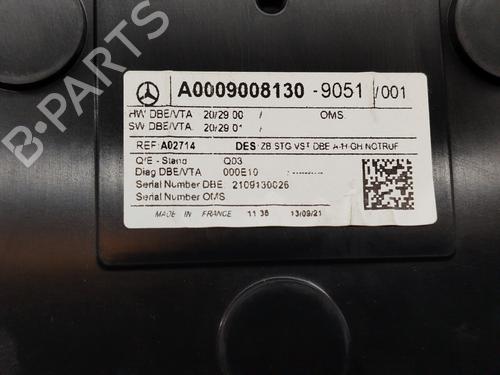 A0009008130 - 9051 /001
HW DBE/VTA 20/29 00 / OMS
SW DBE/VTA 20/29 01 /
REF: A02714 DES: ZB STG VS1 DBE A-H GH NOTRUF
Q/E - Stand Q03
Diag DBE/VTA 000E10
Serial Number DBE 2109130026
Serial Number OMS
MADE IN FRANCE 11:36 13/09/21
B-PARTS